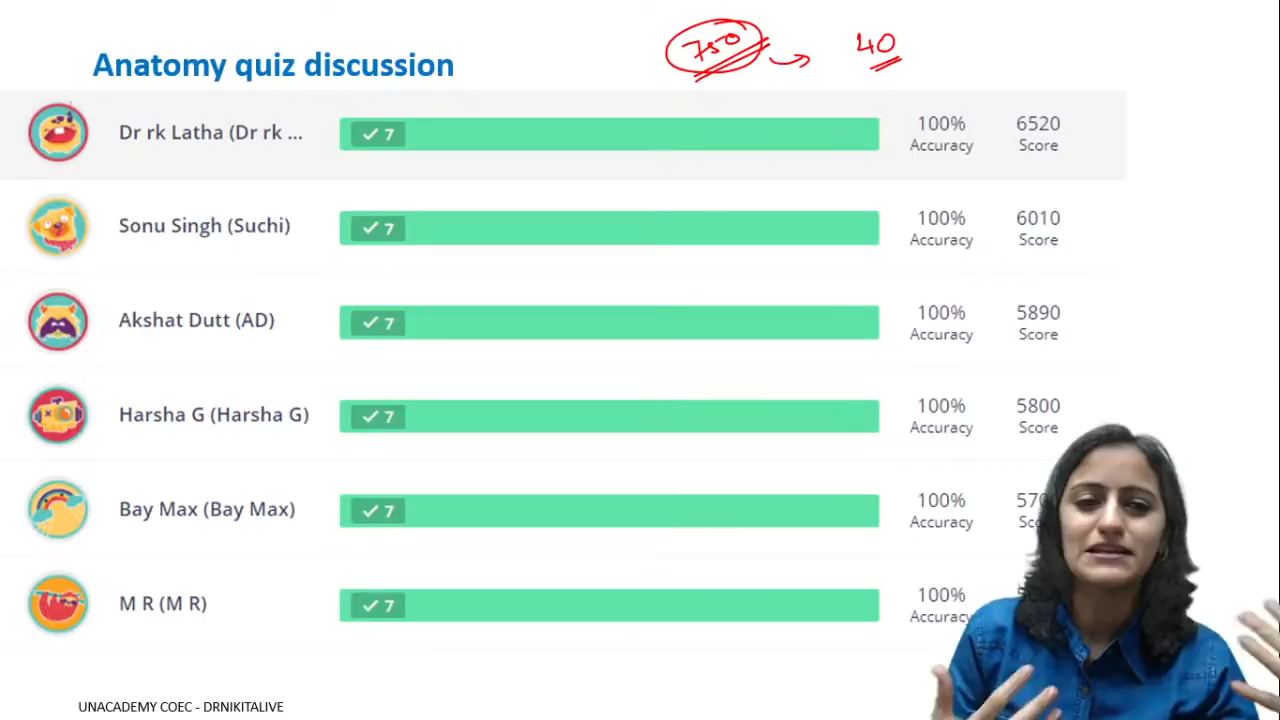 750 → 40
Anatomy quiz discussion
Dr rk Latha (Dr rk ...
✓ 7
100%
Accuracy
6520
Score
Sonu Singh (Suchi)
✓ 7
100%
Accuracy
6010
Score
Akshat Dutt (AD)
✓ 7
100%
Accuracy
5890
Score
Harsha G (Harsha G)
✓ 7
100%
Accuracy
5800
Score
Bay Max (Bay Max)
✓ 7
100%
Accuracy
M R (M R)
✓ 7
100%
Accuracy
UNACADEMY COEC - DRNIKITALIVE